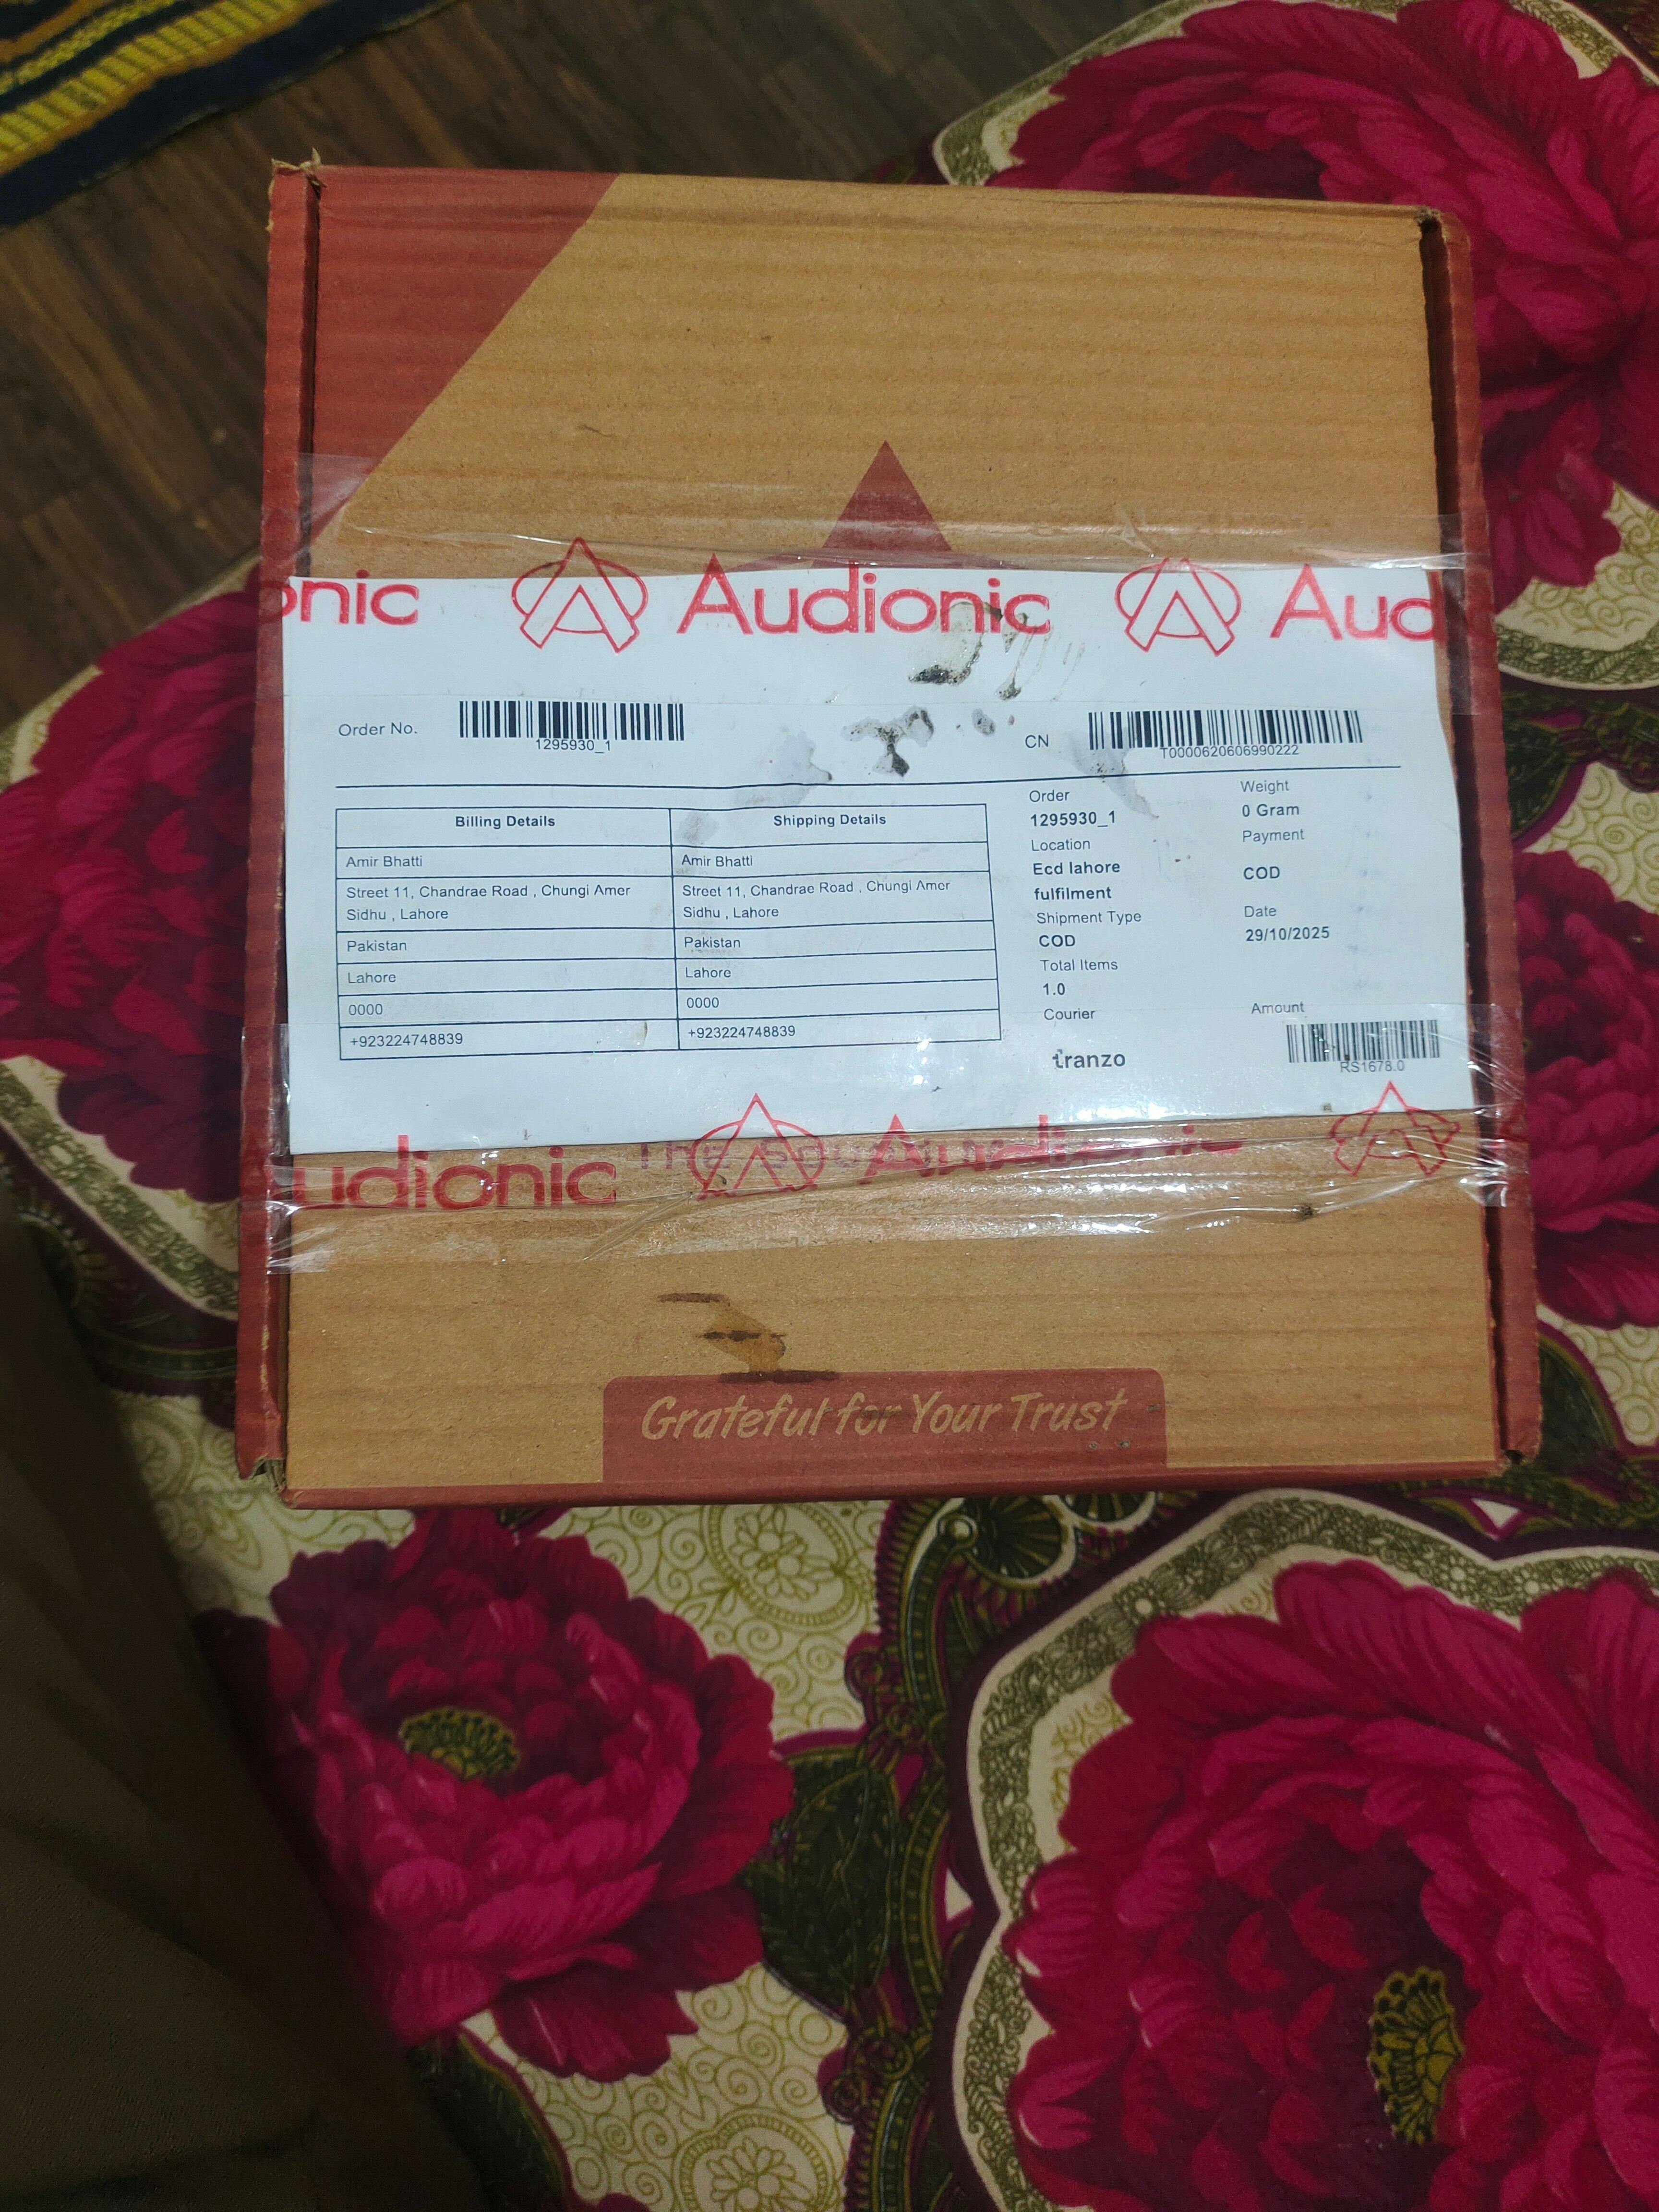 onic Audionic Aud
Order No.
1295930_1
CN
T0000620606990222
Billing Details
Shipping Details
Amir Bhatti
Amir Bhatti
Street 11, Chandrae Road , Chungi Amer
Sidhu , Lahore
Street 11, Chandrae Road , Chungi Amer
Sidhu , Lahore
Pakistan
Pakistan
Lahore
Lahore
0000
0000
+923224748839
+923224748839
Order
1295930_1
Location
Ecd lahore
fulfilment
Shipment Type
COD
Total Items
1.0
Courier
tranzo
Weight
0 Gram
Payment
COD
Date
29/10/2025
Amount
RS1678.0
udionic Audionic
The
Grateful for Your Trust